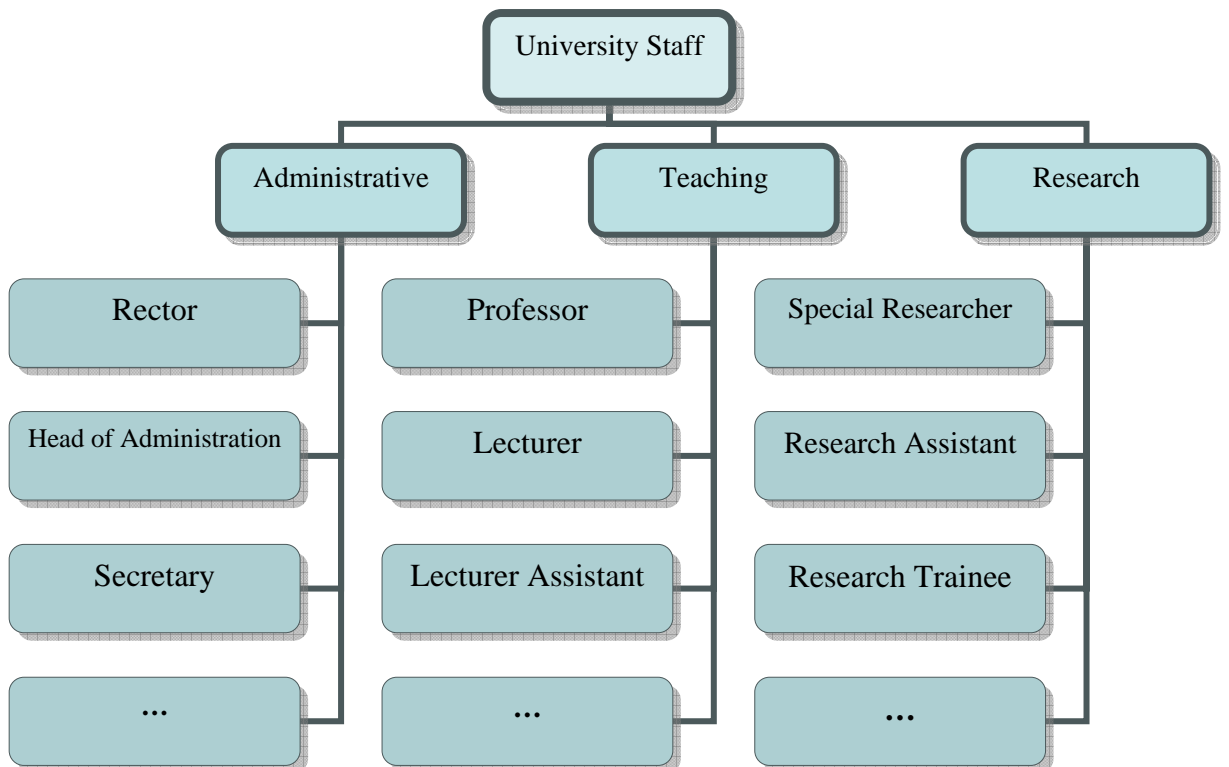 University Staff
Administrative
Teaching
Research
Rector
Professor
Special Researcher
Head of Administration
Lecturer
Research Assistant
Secretary
Lecturer Assistant
Research Trainee
...
...
...